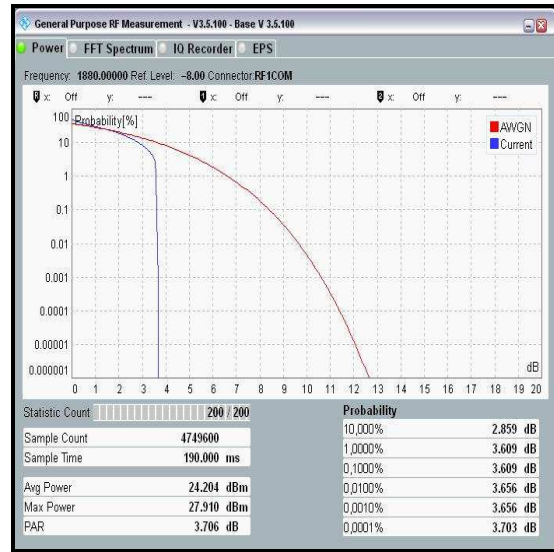 General Purpose RF Measurement - V3.5.100 - Base V 3.5.100
Power FFT Spectrum IQ Recorder EPS
Frequency: 1880.00000 Ref. Level: -8.00 Connector:RF1COM
R x: Off y: --- 1 x: Off y: --- 2 x: Off y: ---
Probability[%]
AWGN
Current
100
10
1
0.1
0.01
0.001
0.0001
0.00001
0.000001
dB
0 1 2 3 4 5 6 7 8 9 10 11 12 13 14 15 16 17 18 19 20
Statistic Count 200 / 200
Sample Count 4749600
Sample Time 190.000 ms
Avg Power 24.204 dBm
Max Power 27.910 dBm
PAR 3.706 dB
Probability
10,000% 2.859 dB
1,0000% 3.609 dB
0,1000% 3.609 dB
0,0100% 3.656 dB
0,0010% 3.656 dB
0,0001% 3.703 dB